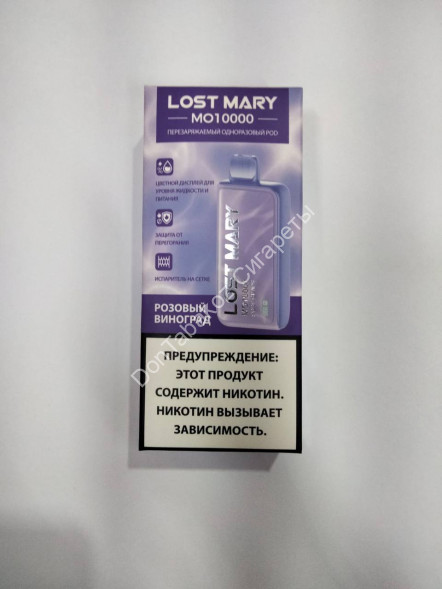 LOST MARY
MO10000
ПЕРЕЗАРЯЖАЕМЫЙ ОДНОРАЗОВЫЙ POD
ЦВЕТНОЙ ДИСПЛЕЙ ДЛЯ
УРОВНЯ ЖИДКОСТИ И
ПИТАНИЯ
ЗАЩИТА ОТ
ПЕРЕГОРАНИЯ
ИСПАРИТЕЛЬ НА СЕТКЕ
LOST MARY
MO10000
РОЗОВЫЙ
ВИНОГРАД
ПРЕДУПРЕЖДЕНИЕ:
ЭТОТ ПРОДУКТ
СОДЕРЖИТ НИКОТИН.
НИКОТИН ВЫЗЫВАЕТ
ЗАВИСИМОСТЬ.